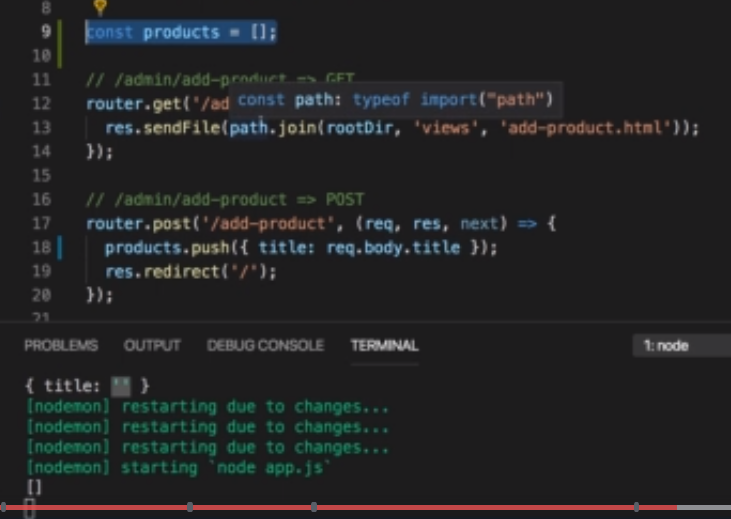 8
9 const products = [];
10
11 // /admin/add-product => GET
12 router.get('/ad
const path: typeof import("path")
13 res.sendFile(path.join(rootDir, 'views', 'add-product.html'));
14 });
15
16 // /admin/add-product => POST
17 router.post('/add-product', (req, res, next) => {
18 products.push({ title: req.body.title });
19 res.redirect('/');
20 });
21
PROBLEMS OUTPUT DEBUG CONSOLE TERMINAL 1: node
{ title: '' }
[nodemon] restarting due to changes...
[nodemon] restarting due to changes...
[nodemon] restarting due to changes...
[nodemon] starting `node app.js`
[]